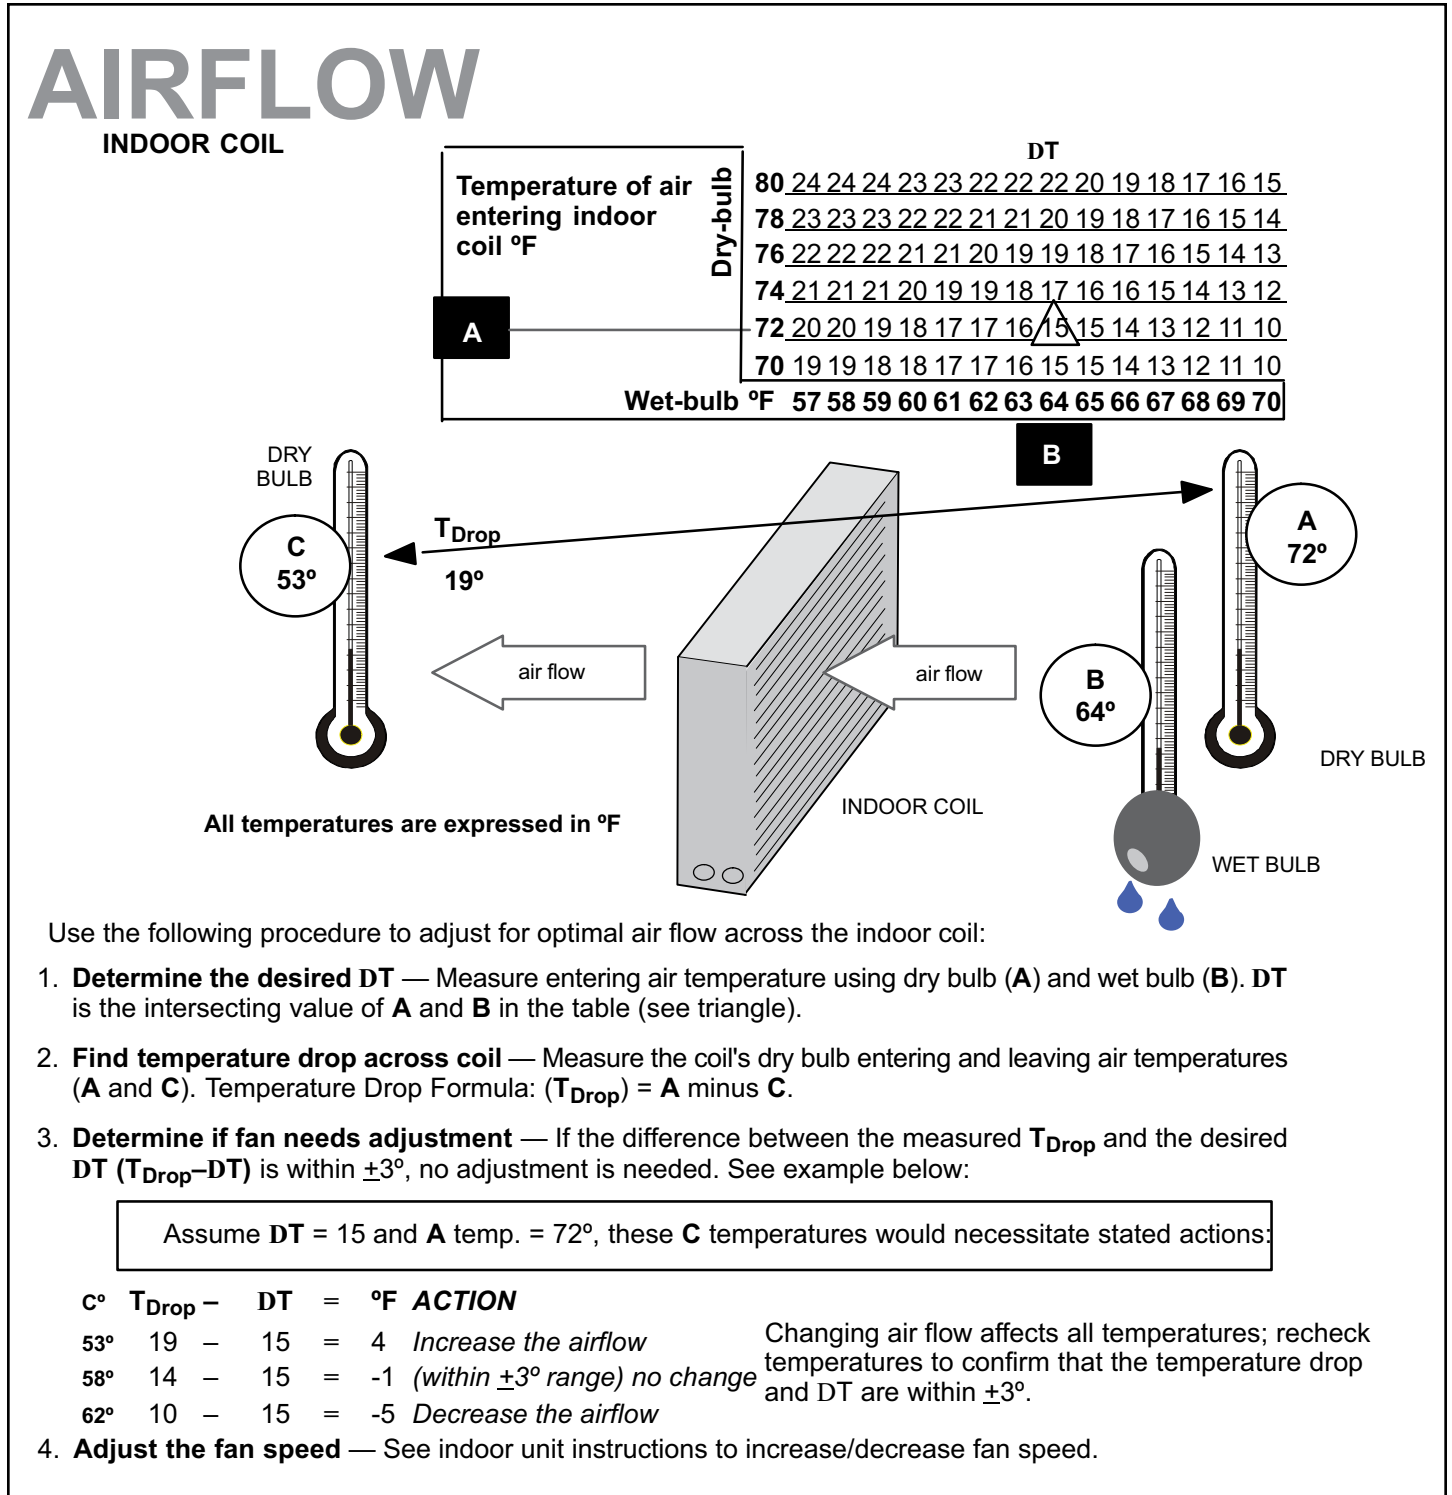 AIRFLOW
INDOOR COIL
DT
Temperature of air
entering indoor
coil ºF
Dry-bulb
80 24 24 24 23 23 22 22 22 20 19 18 17 16 15
78 23 23 23 22 22 21 21 20 19 18 17 16 15 14
76 22 22 22 21 21 20 19 19 18 17 16 15 14 13
74 21 21 21 20 19 19 18 17 16 16 15 14 13 12
A
72 20 20 19 18 17 17 16 15 15 14 13 12 11 10
70 19 19 18 18 17 17 16 15 15 14 13 12 11 10
Wet-bulb ºF 57 58 59 60 61 62 63 64 65 66 67 68 69 70
B
DRY
BULB
C
53º
TDrop
19º
A
72º
air flow
air flow
B
64º
DRY BULB
INDOOR COIL
All temperatures are expressed in ºF
WET BULB
Use the following procedure to adjust for optimal air flow across the indoor coil:
1. Determine the desired DT — Measure entering air temperature using dry bulb (A) and wet bulb (B). DT
is the intersecting value of A and B in the table (see triangle).
2. Find temperature drop across coil — Measure the coil's dry bulb entering and leaving air temperatures
(A and C). Temperature Drop Formula: (TDrop) = A minus C.
3. Determine if fan needs adjustment — If the difference between the measured TDrop and the desired
DT (TDrop–DT) is within ±3º, no adjustment is needed. See example below:
Assume DT = 15 and A temp. = 72º, these C temperatures would necessitate stated actions:
Cº TDrop – DT = ºF ACTION
53º 19 – 15 = 4 Increase the airflow
58º 14 – 15 = -1 (within ±3º range) no change
62º 10 – 15 = -5 Decrease the airflow
Changing air flow affects all temperatures; recheck
temperatures to confirm that the temperature drop
and DT are within ±3º.
4. Adjust the fan speed — See indoor unit instructions to increase/decrease fan speed.